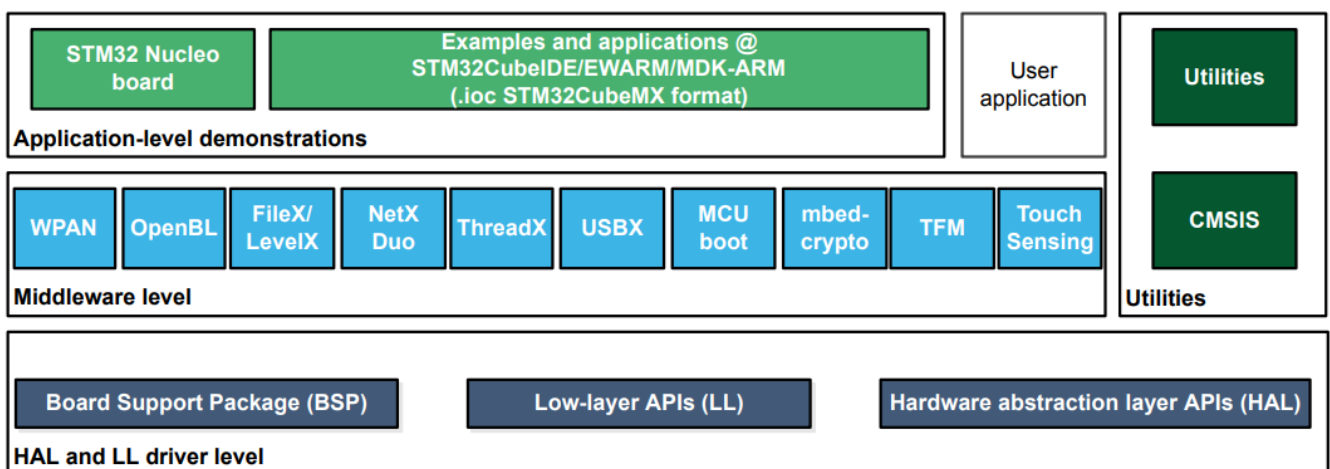 STM32 Nucleo
board
Examples and applications @
STM32CubeIDE/EWARM/MDK-ARM
(.ioc STM32CubeMX format)
Application-level demonstrations
User
application
Utilities
CMSIS
Utilities
WPAN
OpenBL
FileX/
LevelX
NetX
Duo
ThreadX
USBX
MCU
boot
mbed-
crypto
TFM
Touch
Sensing
Middleware level
Board Support Package (BSP)
Low-layer APIs (LL)
Hardware abstraction layer APIs (HAL)
HAL and LL driver level